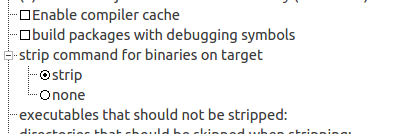 Enable compiler cache
build packages with debugging symbols
strip command for binaries on target
strip
none
executables that should not be stripped:
directories that should be skipped when stripping: